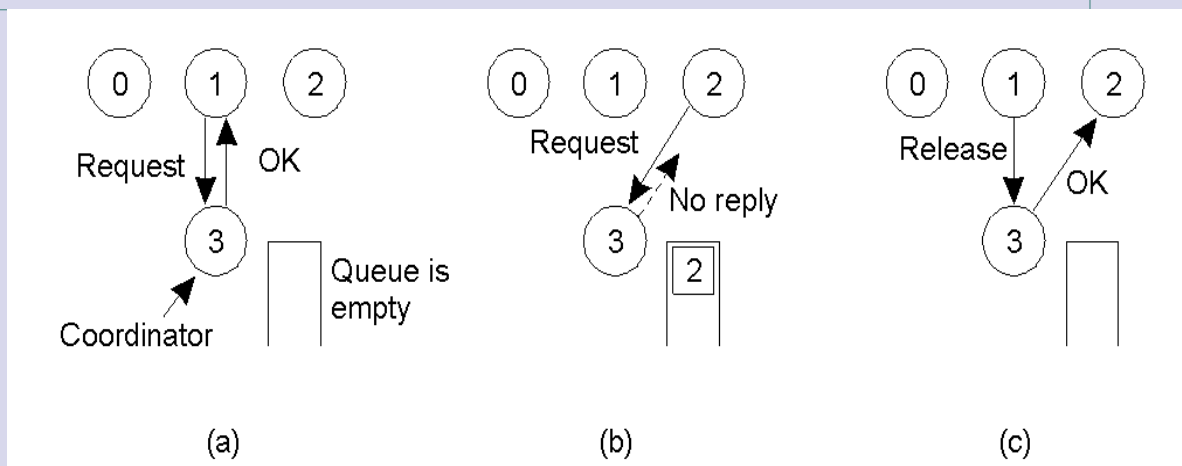 0 1 2
Request
OK
3
Queue is
empty
Coordinator
(a)
0 1 2
Request
No reply
3
2
(b)
0 1 2
Release
OK
3
(c)